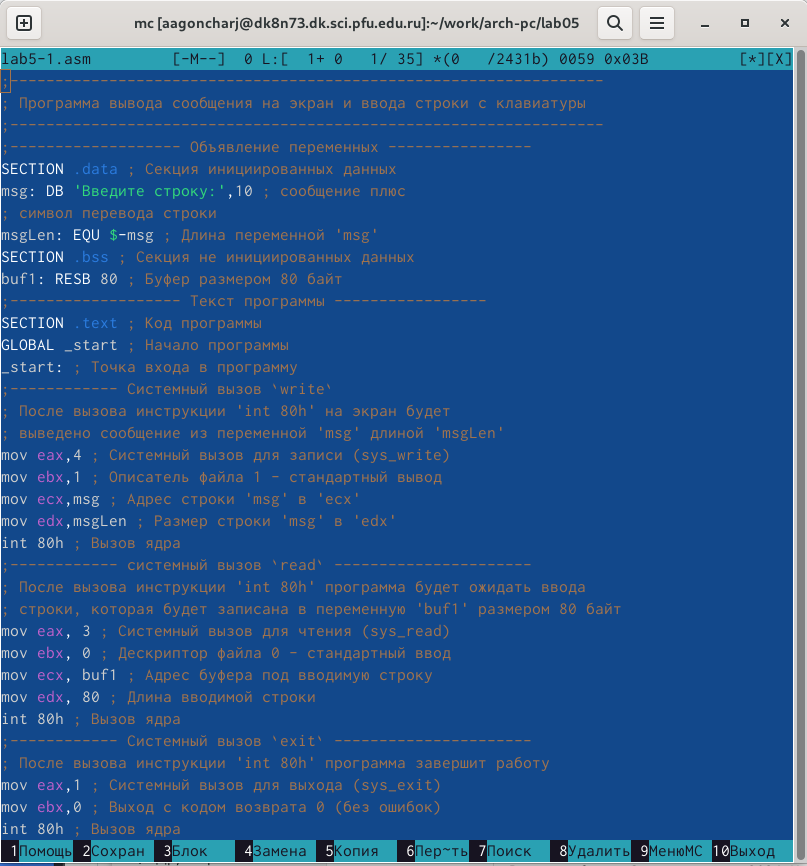 mc [aagoncharj@dk8n73.dk.sci.pfu.edu.ru]:~/work/arch-pc/lab05
lab5-1.asm [-M--] 0 L:[ 1+ 0 1/ 35] *(0 /2431b) 0059 0x03B [*][X]
;------------------------------------------------------------------
; Программа вывода сообщения на экран и ввода строки с клавиатуры
;------------------------------------------------------------------
;------------------- Объявление переменных ----------------
SECTION .data ; Секция инициированных данных
msg: DB 'Введите строку:',10 ; сообщение плюс
; символ перевода строки
msgLen: EQU $-msg ; Длина переменной 'msg'
SECTION .bss ; Секция не инициированных данных
buf1: RESB 80 ; Буфер размером 80 байт
;------------------- Текст программы -----------------
SECTION .text ; Код программы
GLOBAL _start ; Начало программы
_start: ; Точка входа в программу
;------------ Системный вызов `write`
; После вызова инструкции 'int 80h' на экран будет
; выведено сообщение из переменной 'msg' длиной 'msgLen'
mov eax,4 ; Системный вызов для записи (sys_write)
mov ebx,1 ; Описатель файла 1 - стандартный вывод
mov ecx,msg ; Адрес строки 'msg' в 'ecx'
mov edx,msgLen ; Размер строки 'msg' в 'edx'
int 80h ; Вызов ядра
;------------ системный вызов `read` ----------------------
; После вызова инструкции 'int 80h' программа будет ожидать ввода
; строки, которая будет записана в переменную 'buf1' размером 80 байт
mov eax, 3 ; Системный вызов для чтения (sys_read)
mov ebx, 0 ; Дескриптор файла 0 - стандартный ввод
mov ecx, buf1 ; Адрес буфера под вводимую строку
mov edx, 80 ; Длина вводимой строки
int 80h ; Вызов ядра
;------------ Системный вызов `exit` ----------------------
; После вызова инструкции 'int 80h' программа завершит работу
mov eax,1 ; Системный вызов для выхода (sys_exit)
mov ebx,0 ; Выход с кодом возврата 0 (без ошибок)
int 80h ; Вызов ядра
1Помощь 2Сохран 3Блок 4Замена 5Копия 6Пер~ть 7Поиск 8Удалить 9МенюMC 10Выход